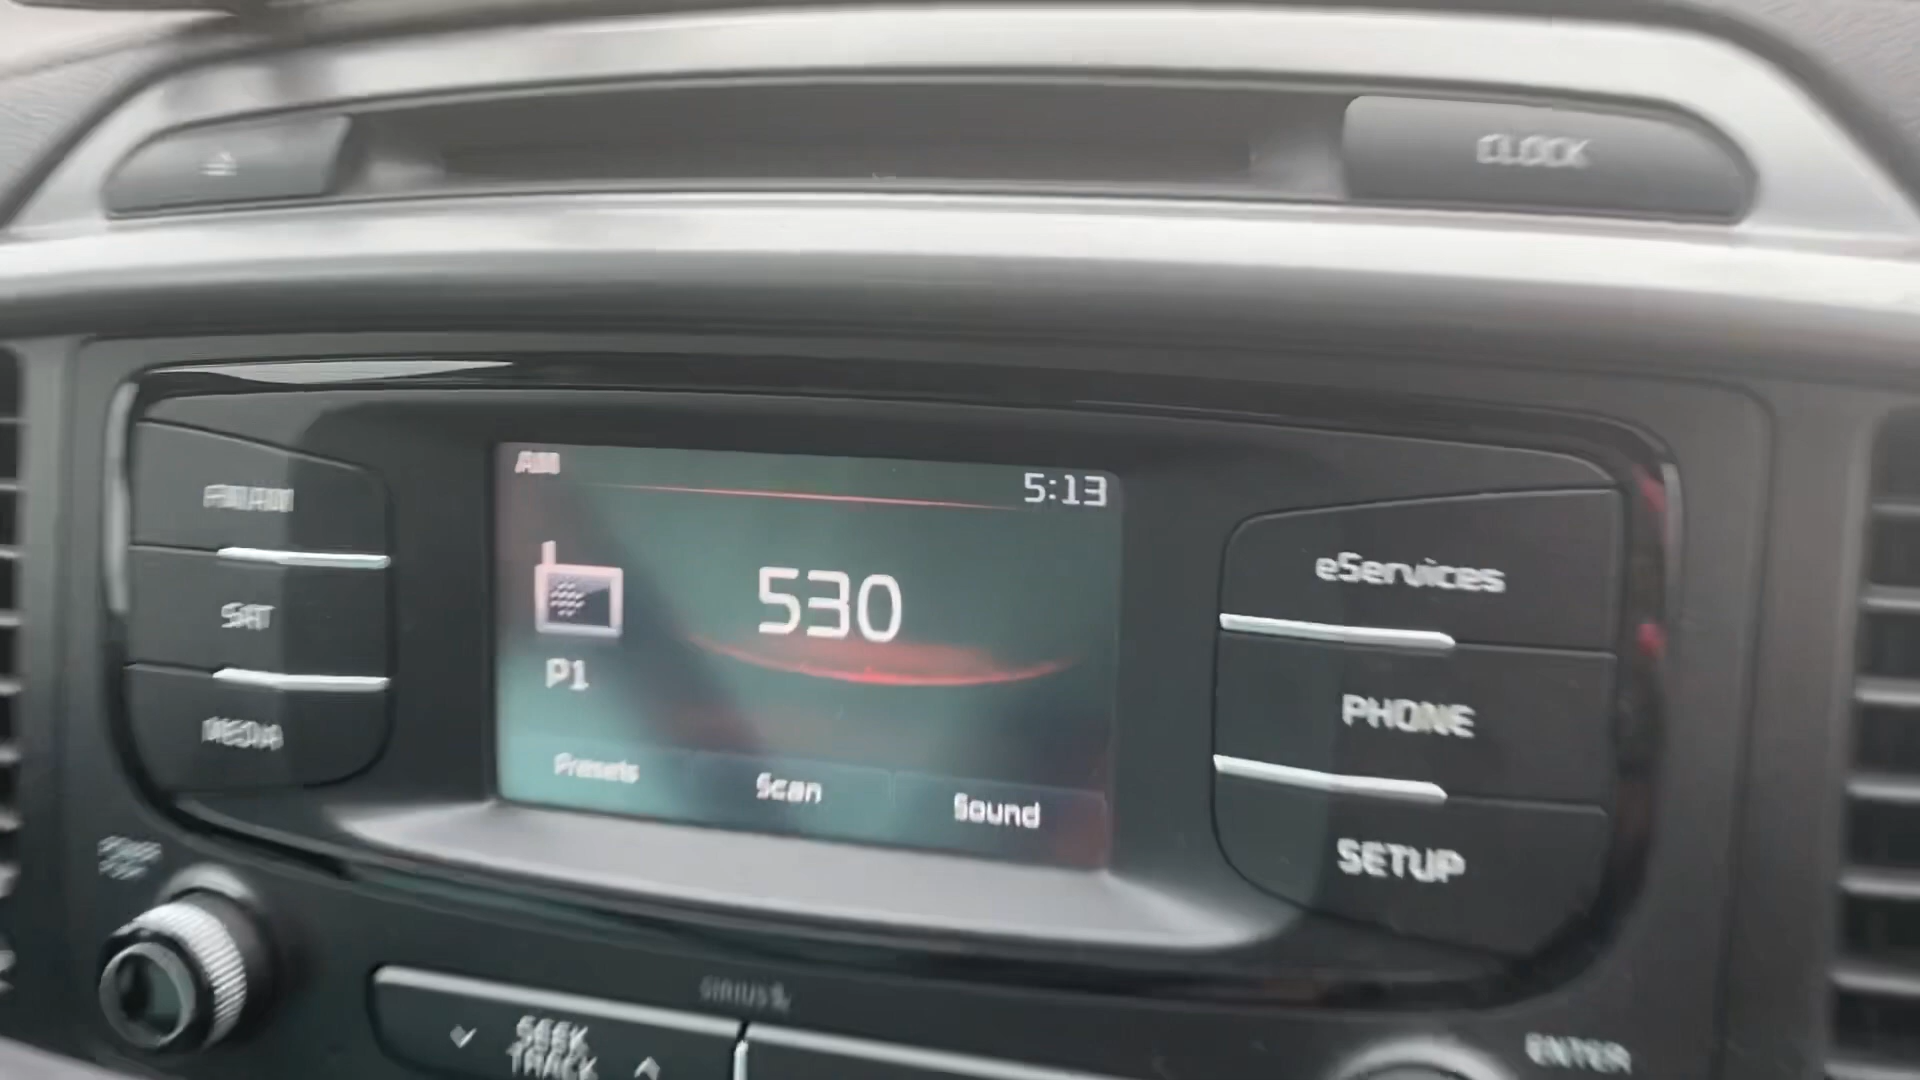 CLOCK
AM
5:13
FM/AM
530
eServices
SAT
P1
PHONE
MEDIA
Presets
Scan
Sound
SETUP
POWER
SIRIUS
SEEK
TRACK
ENTER